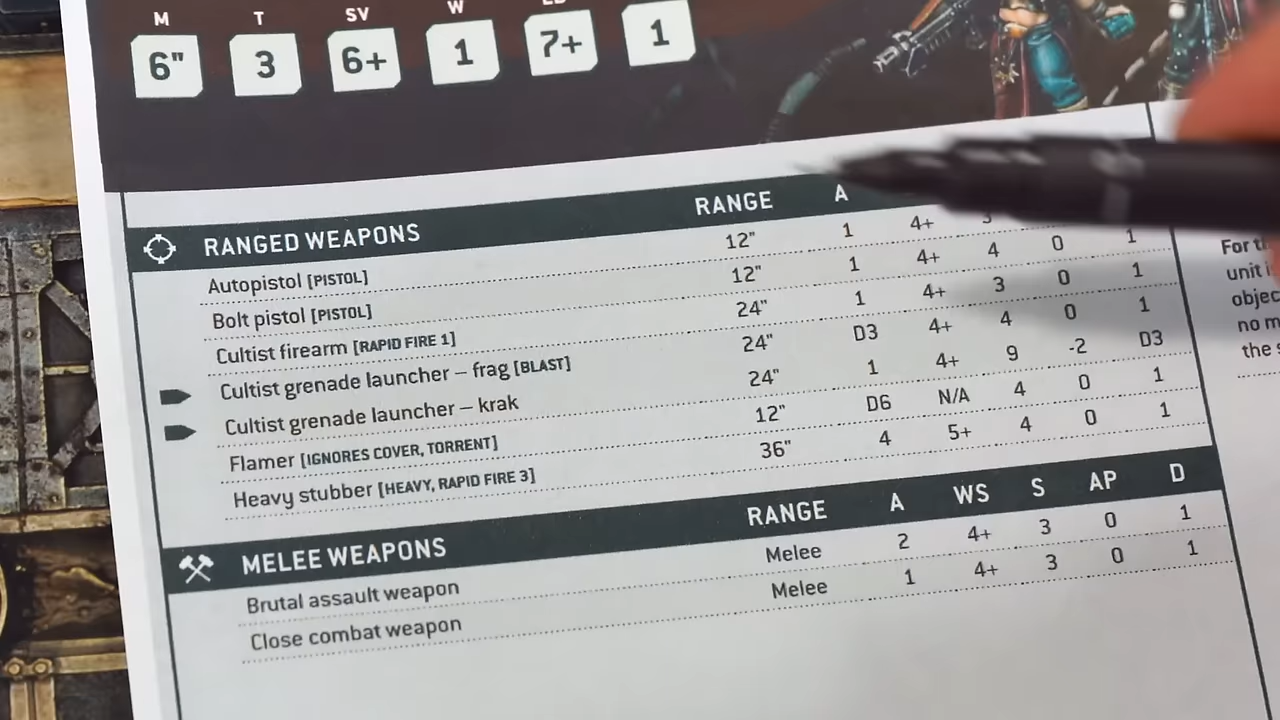 M T SV W
6" 3 6+ 1 7+ 1
RANGED WEAPONS RANGE A
Autopistol [PISTOL] 12" 1 4+ 3 0 1
Bolt pistol [PISTOL] 12" 1 4+ 4 0 1
Cultist firearm [RAPID FIRE 1] 24" 1 4+ 3 0 1
Cultist grenade launcher – frag [BLAST] 24" D3 4+ 4 0 1
Cultist grenade launcher – krak 24" 1 4+ 9 -2 D3
Flamer [IGNORES COVER, TORRENT] 12" D6 N/A 4 0 1
Heavy stubber [HEAVY, RAPID FIRE 3] 36" 4 5+ 4 0 1
MELEE WEAPONS RANGE A WS S AP D
Brutal assault weapon Melee 2 4+ 3 0 1
Close combat weapon Melee 1 4+ 3 0 1
For
unit
no
the